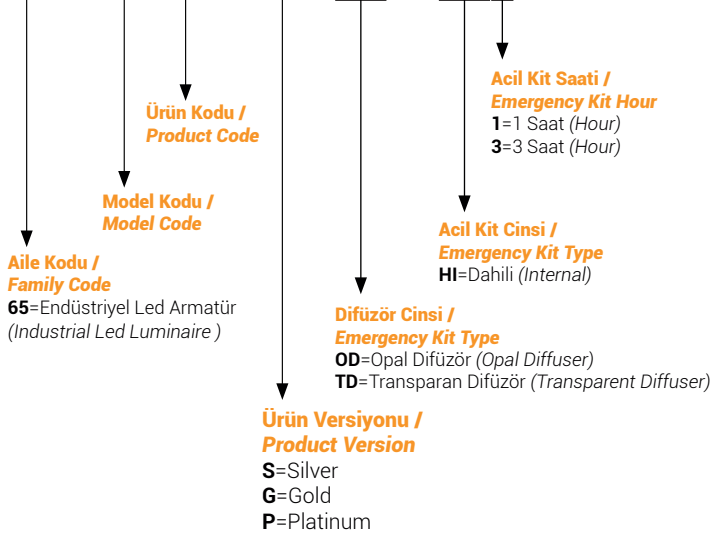 Acil Kit Saati /
Emergency Kit Hour
1=1 Saat (Hour)
3=3 Saat (Hour)
Ürün Kodu /
Product Code
Model Kodu /
Model Code
Acil Kit Cinsi /
Emergency Kit Type
HI=Dahili (Internal)
Aile Kodu /
Family Code
65=Endüstriyel Led Armatür
(Industrial Led Luminaire )
Difüzör Cinsi /
Emergency Kit Type
OD=Opal Difüzör (Opal Diffuser)
TD=Transparan Difüzör (Transparent Diffuser)
Ürün Versiyonu /
Product Version
S=Silver
G=Gold
P=Platinum